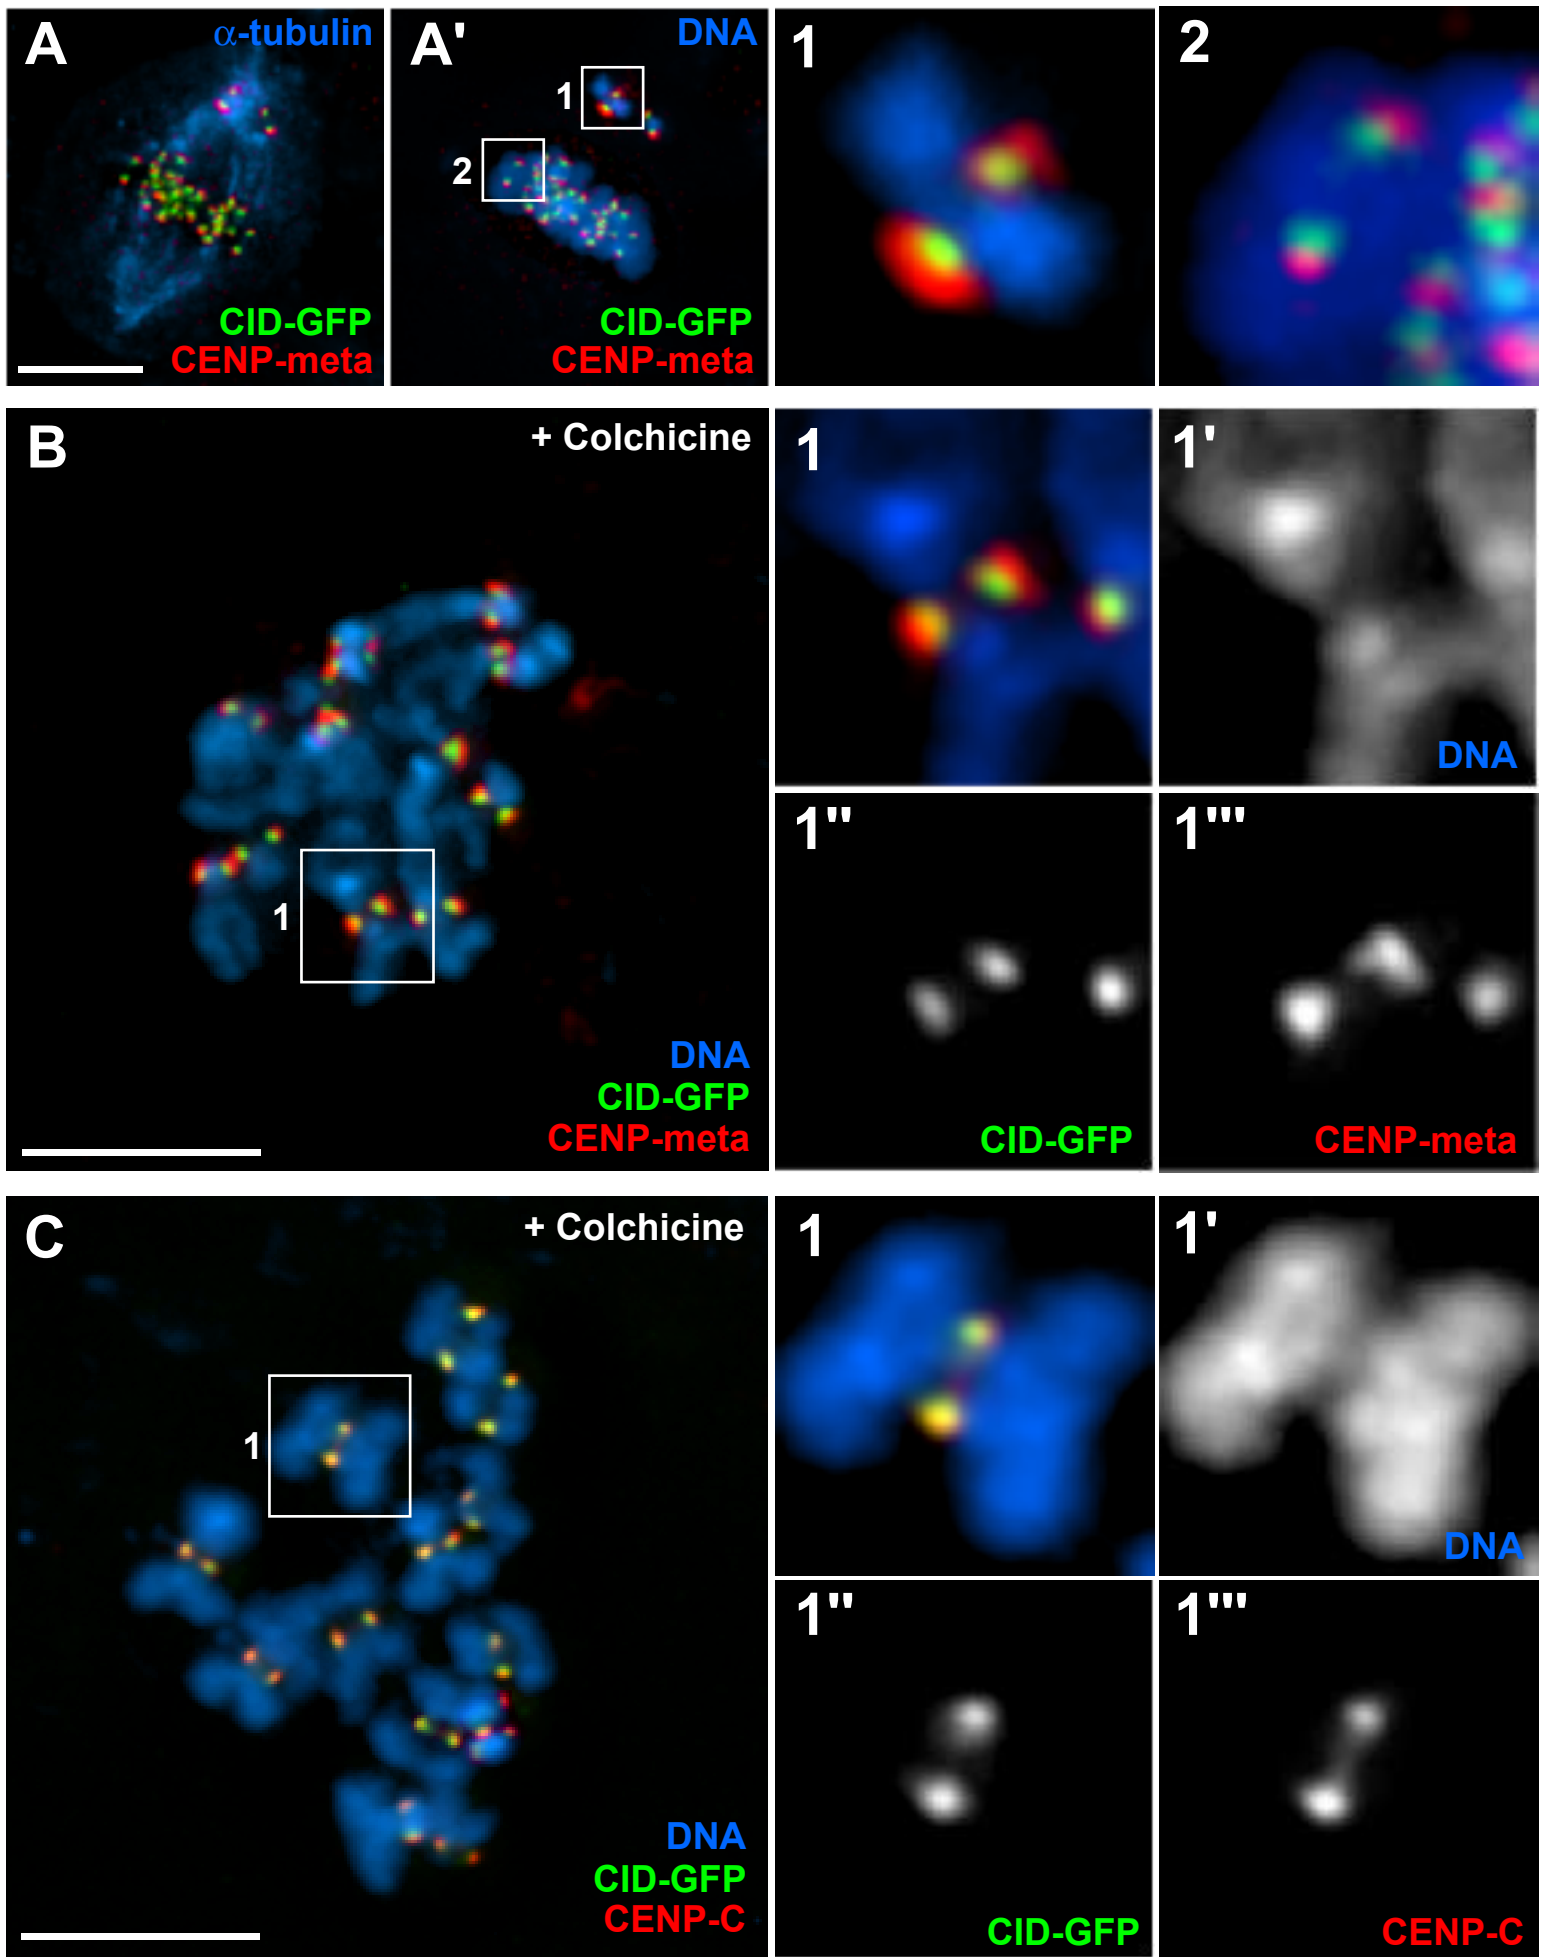 A
α-tubulin
CID-GFP
CENP-meta
A'
DNA
1
2
CID-GFP
CENP-meta
1
2
B
+ Colchicine
1
DNA
CID-GFP
CENP-meta
1
1'
DNA
1''
CID-GFP
1'''
CENP-meta
C
+ Colchicine
1
DNA
CID-GFP
CENP-C
1
1'
DNA
1''
CID-GFP
1'''
CENP-C